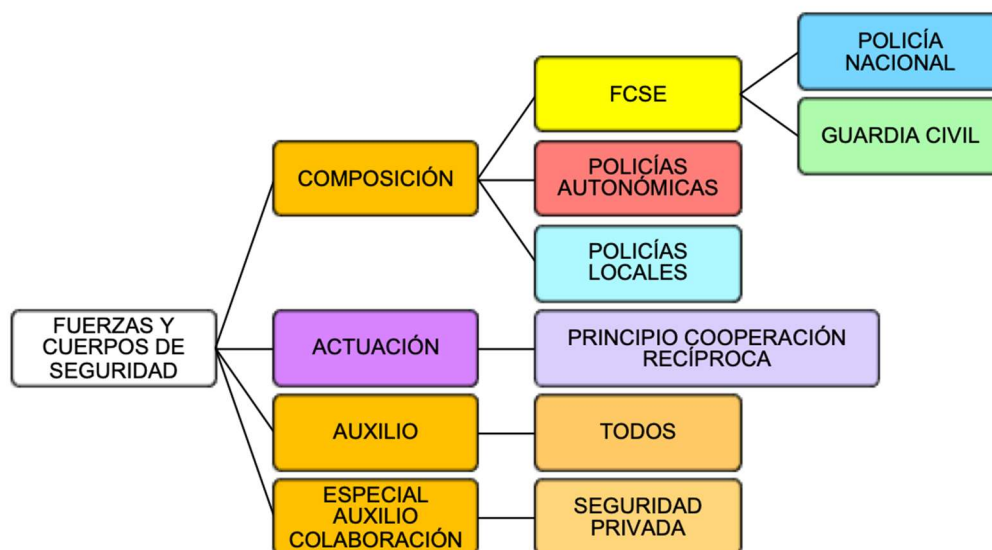 FUERZAS Y
CUERPOS DE
SEGURIDAD
COMPOSICIÓN
FCSE
POLICÍA
NACIONAL
GUARDIA CIVIL
POLICÍAS
AUTONÓMICAS
POLICÍAS
LOCALES
ACTUACIÓN
PRINCIPIO COOPERACIÓN
RECÍPROCA
AUXILIO
TODOS
ESPECIAL
AUXILIO
COLABORACIÓN
SEGURIDAD
PRIVADA